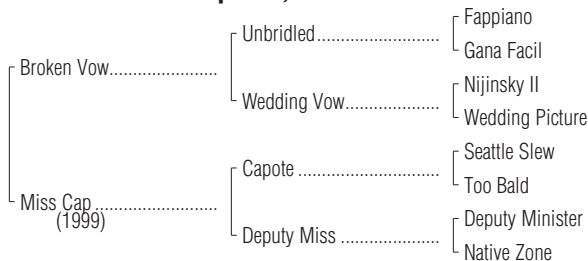 Fappiano
Unbridled
Gana Facil
Broken Vow
Nijinsky II
Wedding Vow
Wedding Picture
Seattle Slew
Capote
Too Bald
Miss Cap
(1999)
Deputy Minister
Deputy Miss
Native Zone